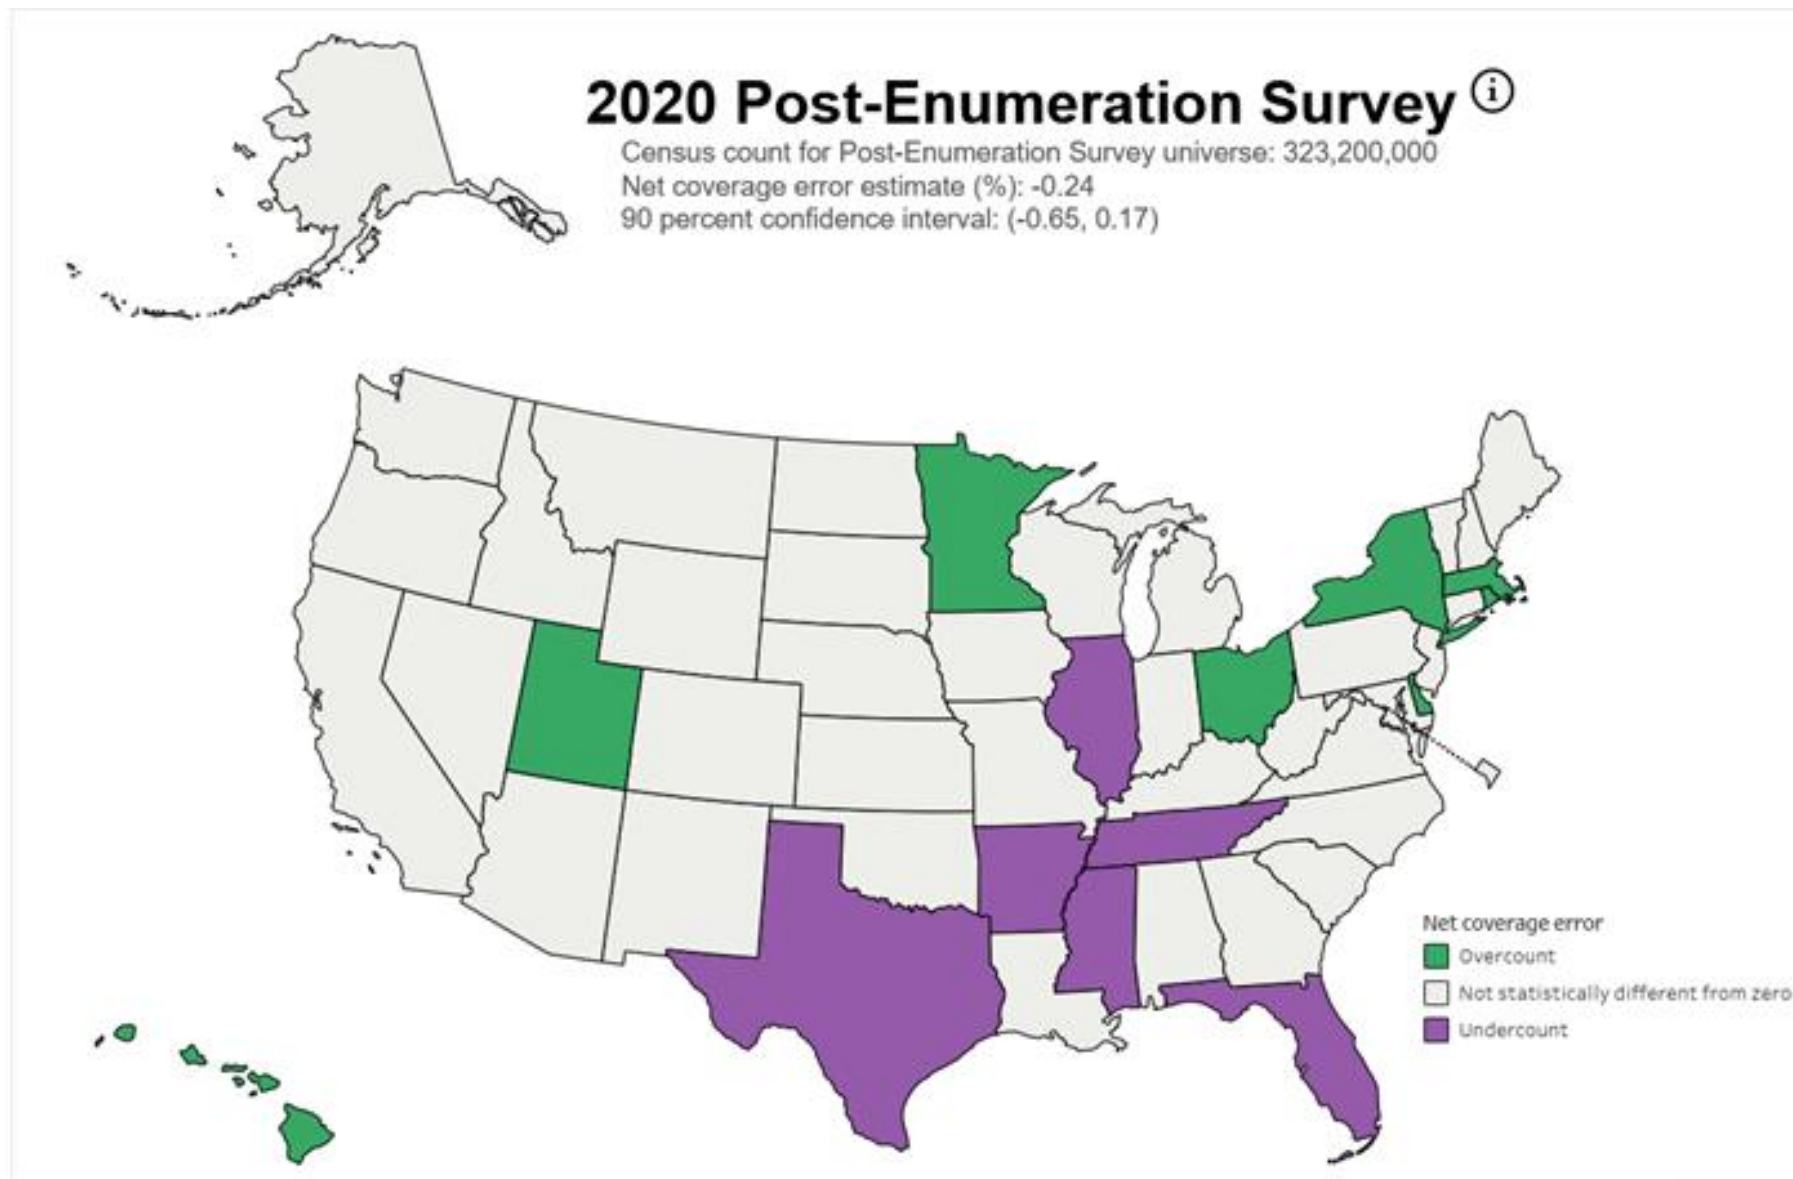 2020 Post-Enumeration Survey
Census count for Post-Enumeration Survey universe: 323,200,000
Net coverage error estimate (%): -0.24
90 percent confidence interval: (-0.65, 0.17)
Net coverage error
Overcount
Not statistically different from zero
Undercount